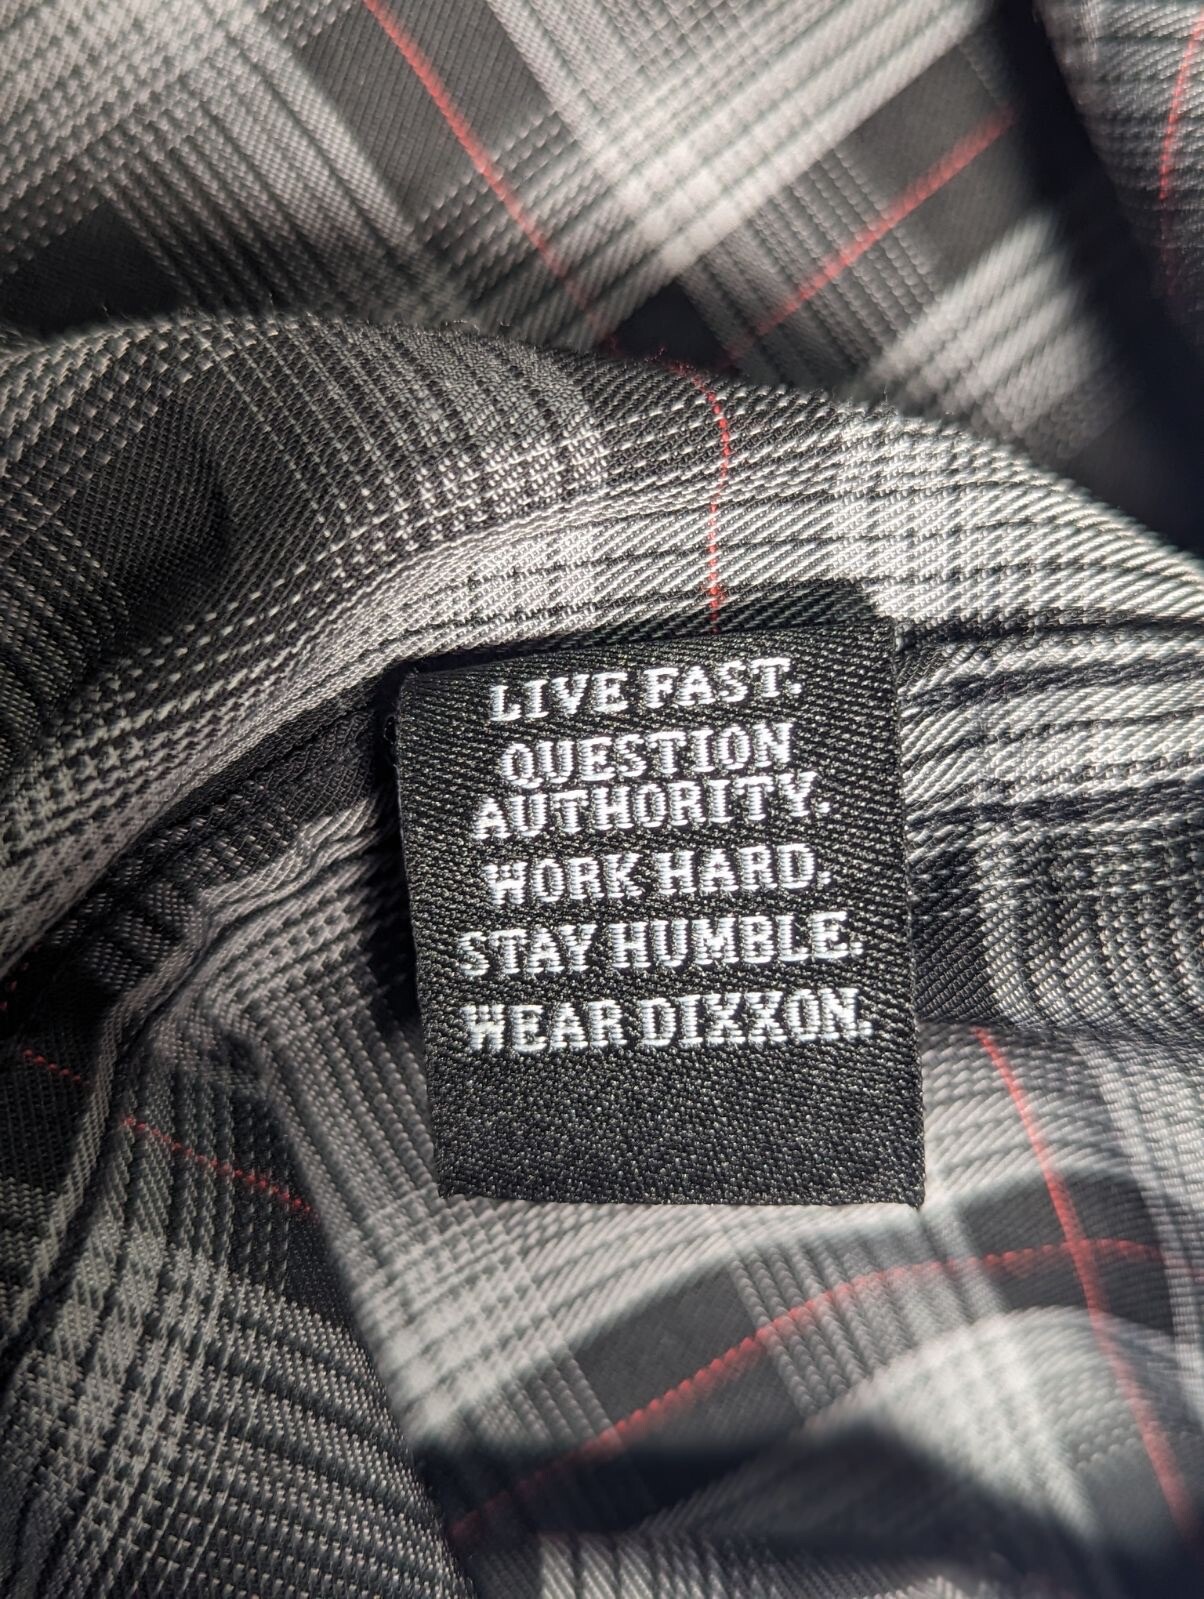 LIVE FAST.
QUESTION
AUTHORITY.
WORK HARD.
STAY HUMBLE.
WEAR DIXXON.